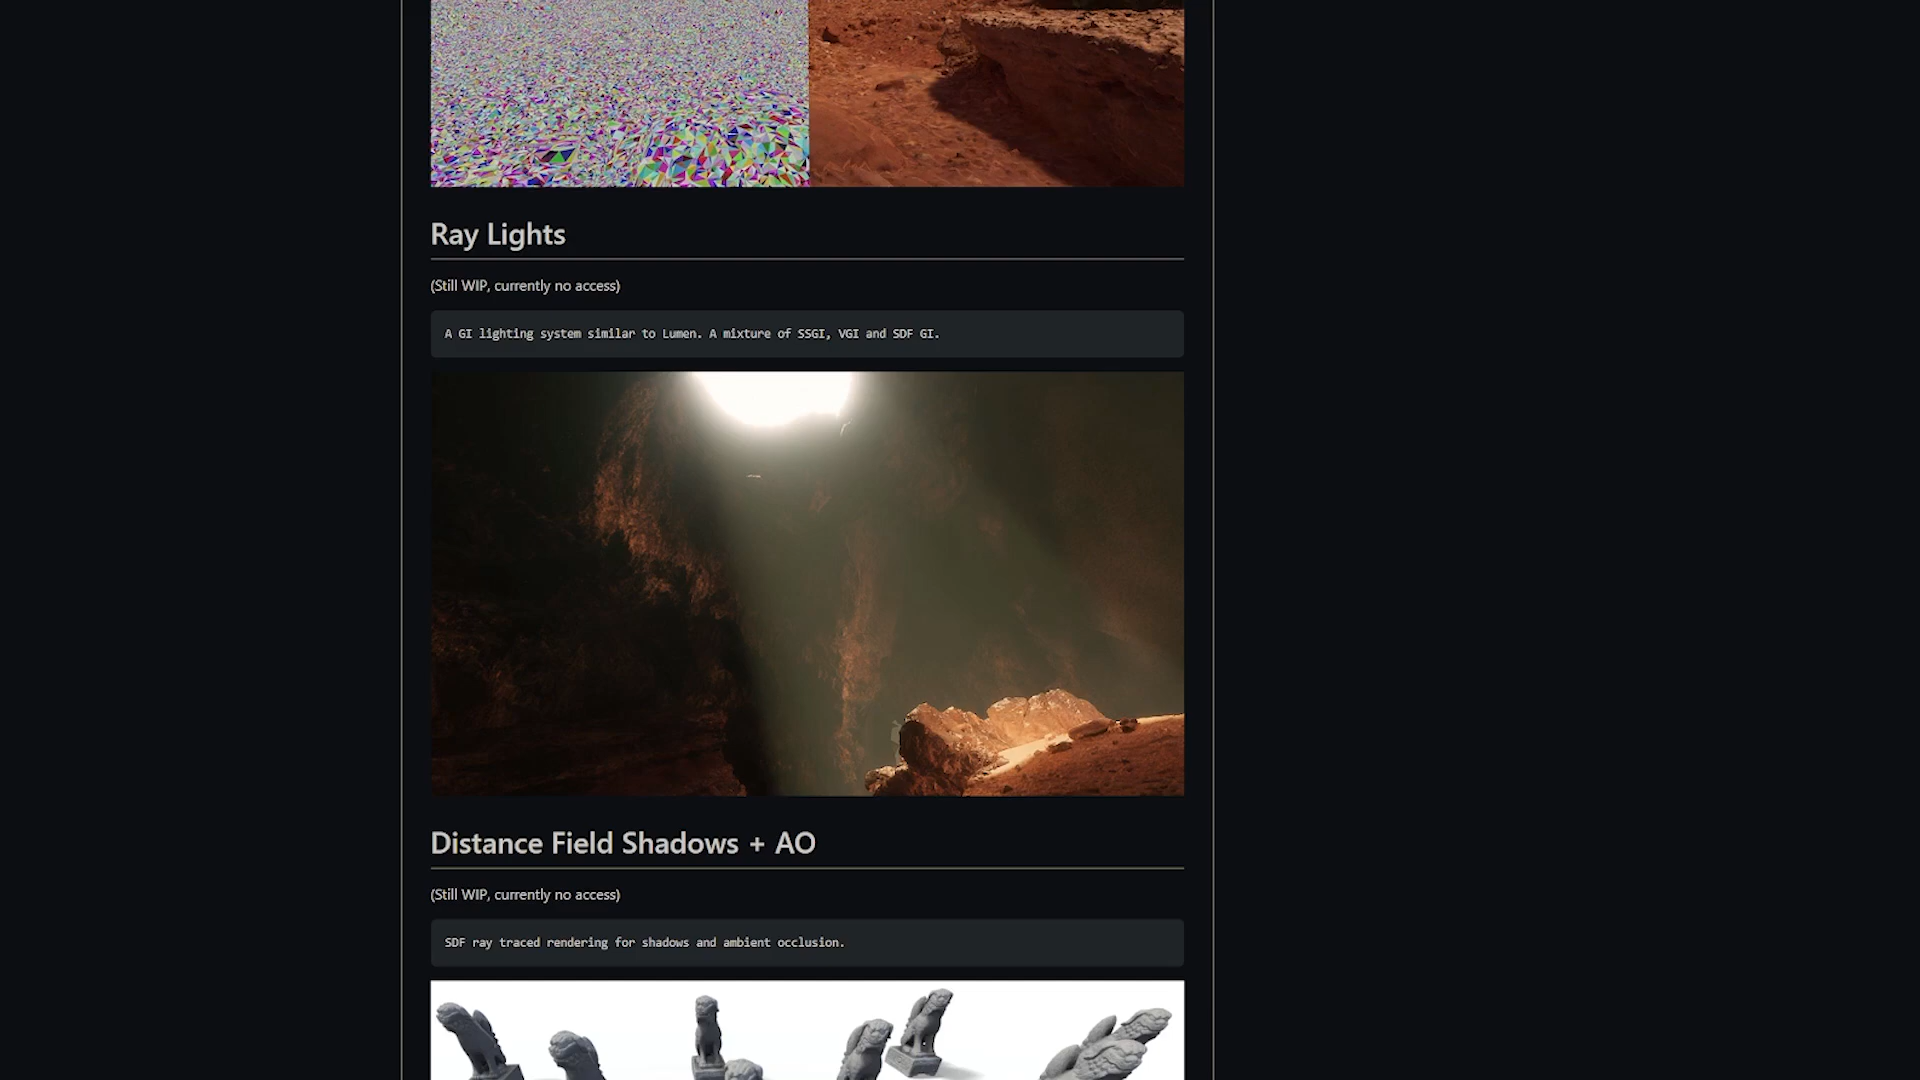 Ray Lights
(Still WIP, currently no access)
A GI lighting system similar to Lumen. A mixture of SSGI, VGI and SDF GI.
Distance Field Shadows + AO
(Still WIP, currently no access)
SDF ray traced rendering for shadows and ambient occlusion.